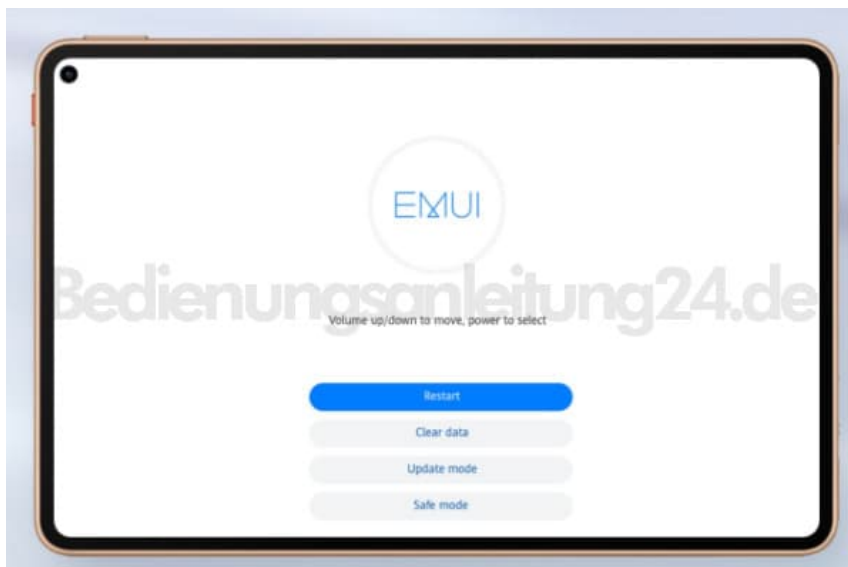 EMUI
Bedienungsanleitung24.de
Volume up/down to move, power to select
Restart
Clear data
Update mode
Safe mode